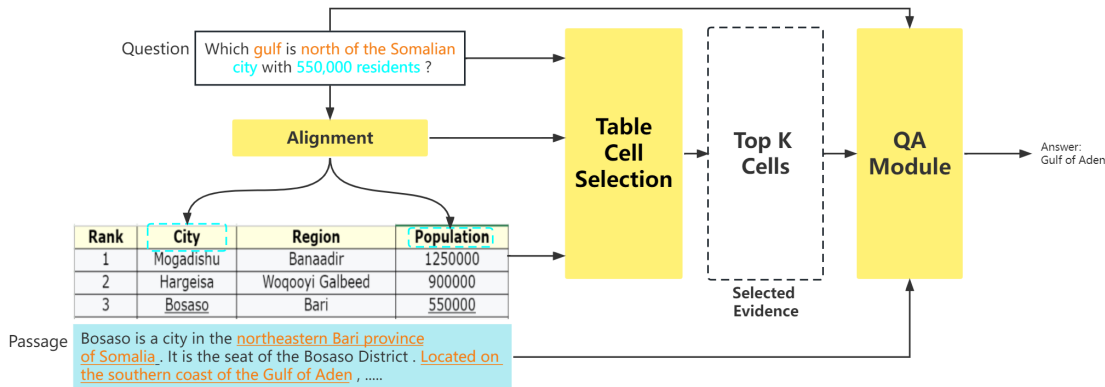 Question
Which gulf is north of the Somalian
city with 550,000 residents ?
Alignment
Rank City Region Population
1 Mogadishu Banaadir 1250000
2 Hargeisa Woqooyi Galbeed 900000
3 Bosaso Bari 550000
Passage
Bosaso is a city in the northeastern Bari province
of Somalia . It is the seat of the Bosaso District . Located on
the southern coast of the Gulf of Aden , .....
Table
Cell
Selection
Top K
Cells
Selected
Evidence
QA
Module
Answer:
Gulf of Aden